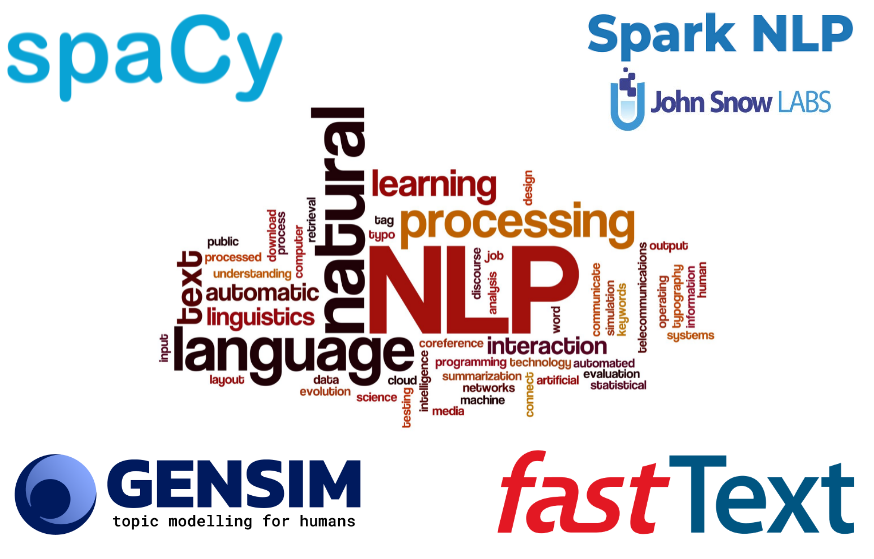 spaCy
Spark NLP
John Snow LABS
natural
learning
design
processing
tag
typo
retrieval
download
process
computer
public
processed
understanding
text
automatic
linguistics
NLP
discourse
job
analysis
word
communicate
simulation
keywords
telecommunications
output
operating
typography
information
human
systems
input
language
coreference
interaction
layout
data
evolution
cloud
science
testing
intelligence
media
programming
technology
automated
summarization
networks
machine
connect
artificial
evaluation
statistical
GENSIM
topic modelling for humans
fastText